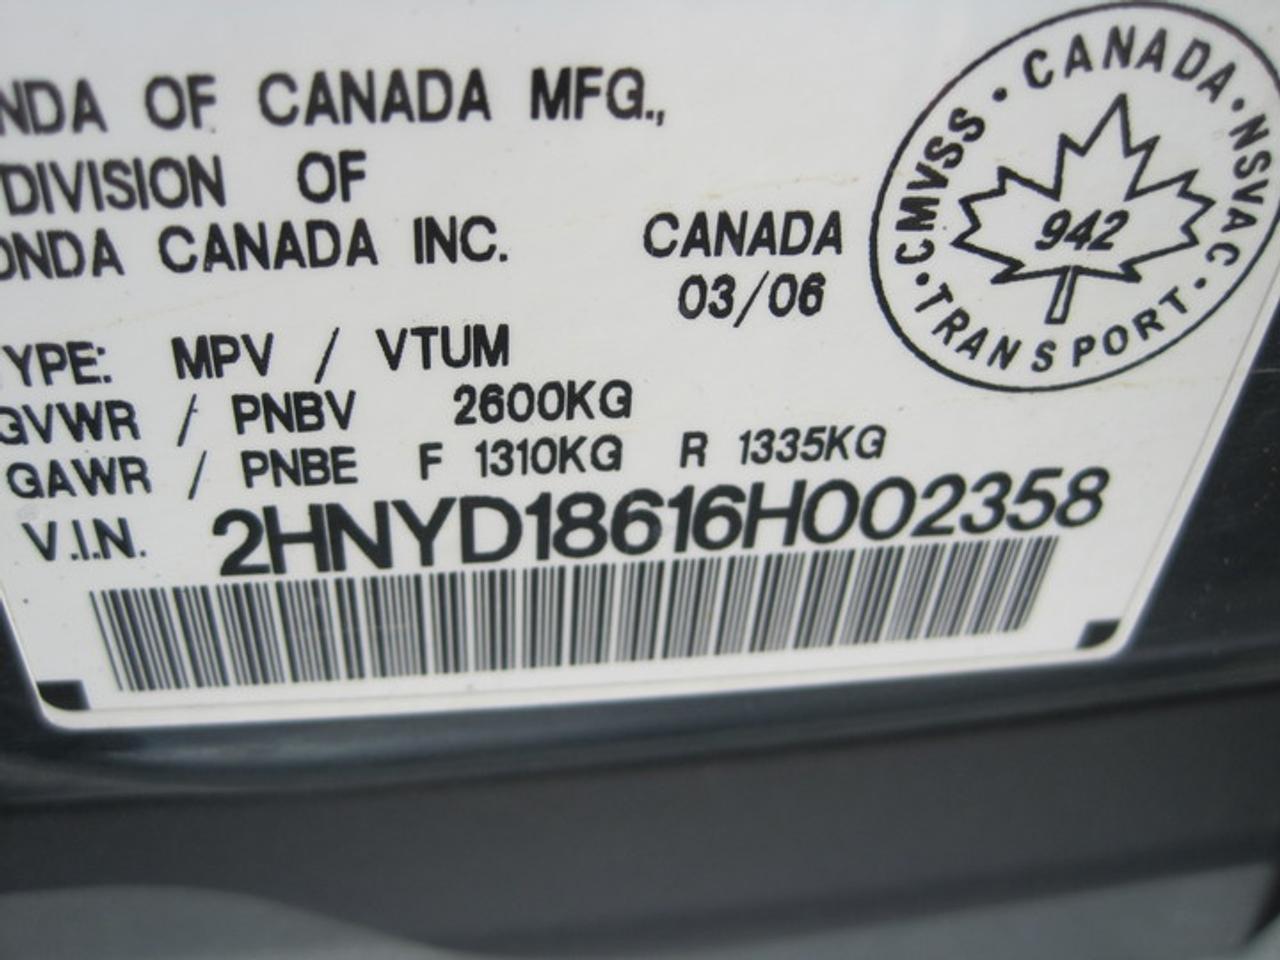 NDA OF CANADA MFG.,
DIVISION OF
ONDA CANADA INC.
CANADA
03/06
YPE: MPV / VTUM
GVWR / PNBV 2600KG
GAWR / PNBE F 1310KG R 1335KG
V.I.N. 2HNYD18616H002358
CANADA • NSVAC • TRANSPORT • CMVSS •
942